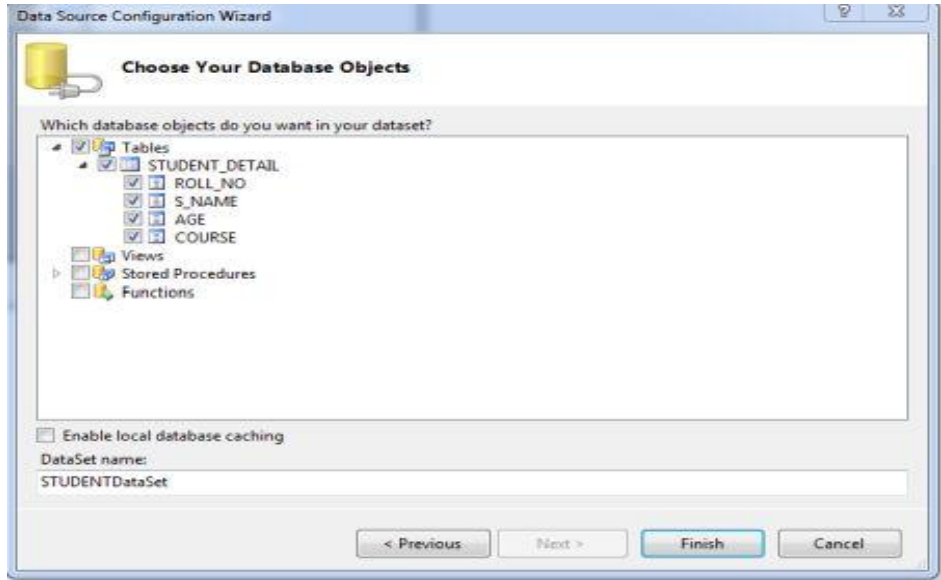 Data Source Configuration Wizard
Choose Your Database Objects
Which database objects do you want in your dataset?
Tables
STUDENT_DETAIL
ROLL_NO
S_NAME
AGE
COURSE
Views
Stored Procedures
Functions
Enable local database caching
DataSet name:
STUDENTDataSet
< Previous Next > Finish Cancel